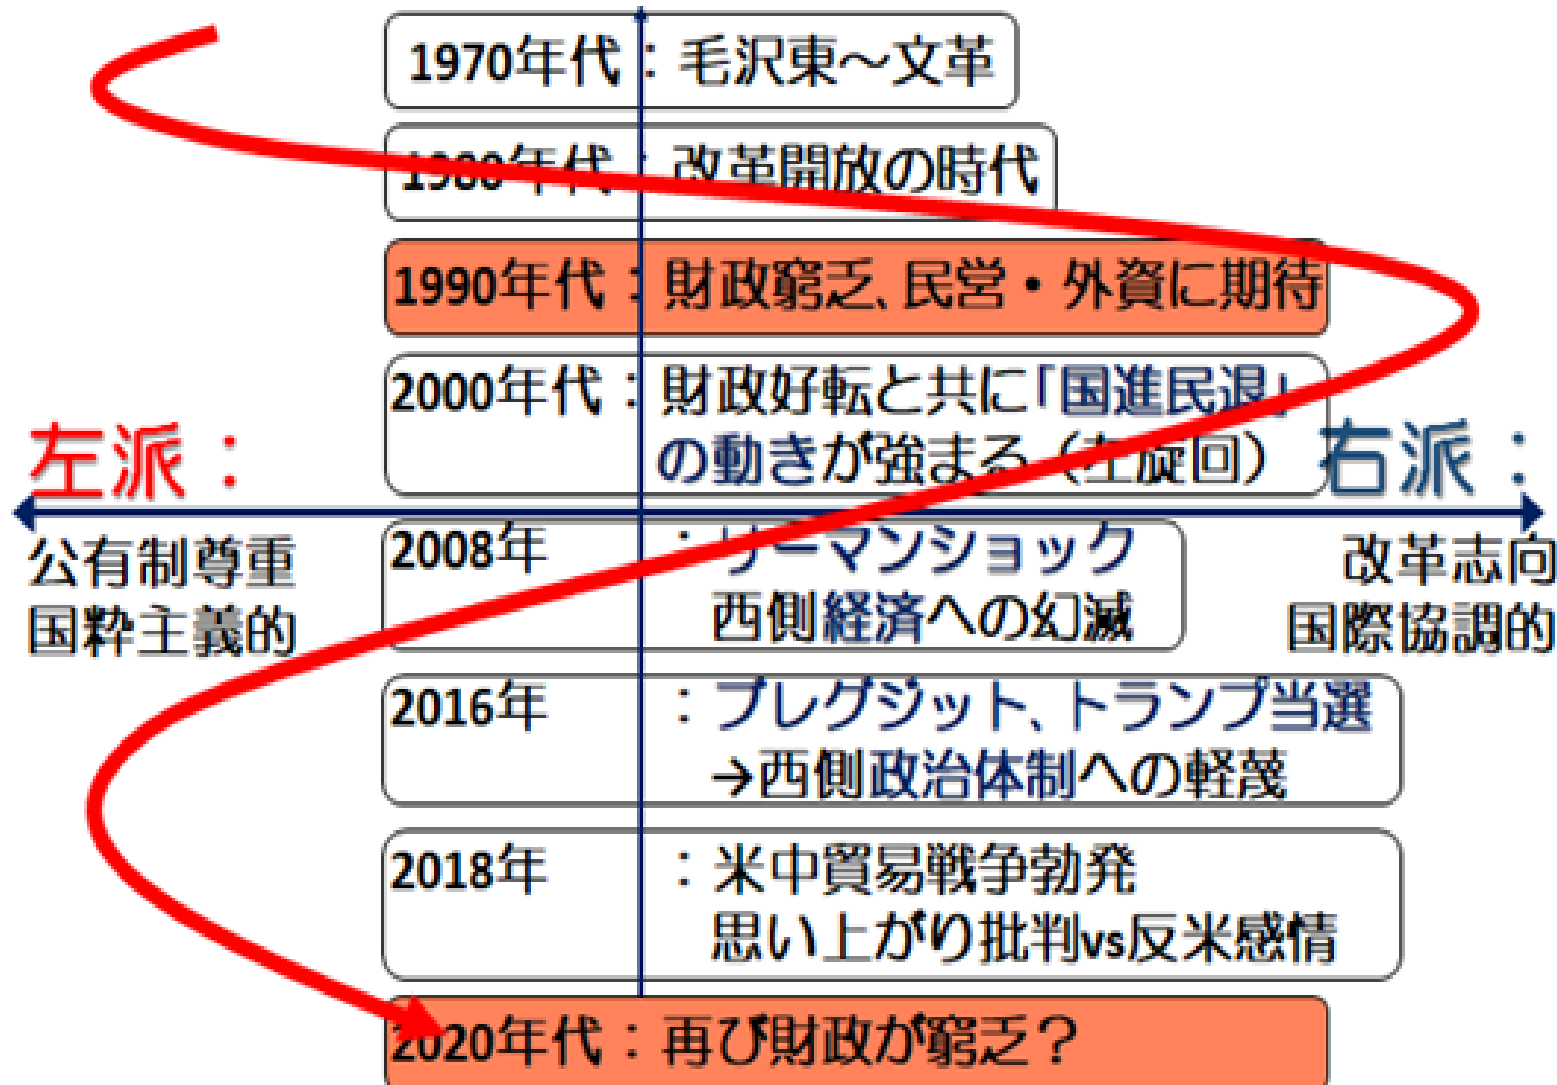 1970年代：毛沢東～文革
1980年代：改革開放の時代
1990年代：財政窮乏、民営・外資に期待
2000年代：財政好転と共に「国進民退」
の動きが強まる（左旋回）
左派：
右派：
公有制尊重
国粋主義的
改革志向
国際協調的
2008年　：リーマンショック
西側経済への幻滅
2016年　：ブレグジット、トランプ当選
→西側政治体制への軽蔑
2018年　：米中貿易戦争勃発
思い上がり批判vs反米感情
2020年代：再び財政が窮乏？